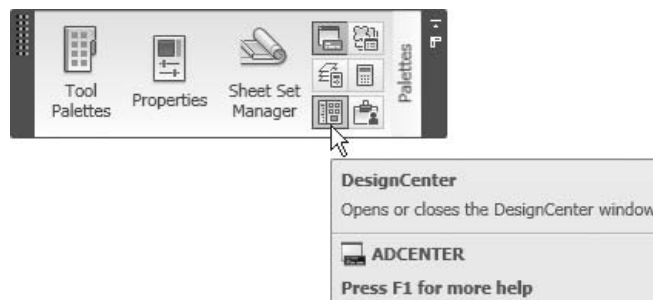 Tool
Palettes
Properties
Sheet Set
Manager
Palettes
DesignCenter
Opens or closes the DesignCenter window
ADCENTER
Press F1 for more help